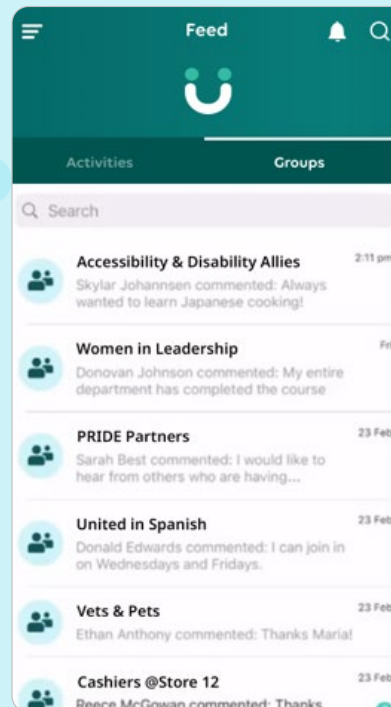 Feed
Activities
Groups
Search
Accessibility & Disability Allies
2:11 pm
Skylar Johannsen commented: Always
wanted to learn Japanese cooking!
Women in Leadership
Fri
Donovan Johnson commented: My entire
department has completed the course
PRIDE Partners
23 Feb
Sarah Best commented: I would like to
hear from others who are having...
United in Spanish
23 Feb
Donald Edwards commented: I can join in
on Wednesdays and Fridays.
Vets & Pets
23 Feb
Ethan Anthony commented: Thanks Maria!
Cashiers @Store 12
23 Feb
Reece McGowan commented: Thanks